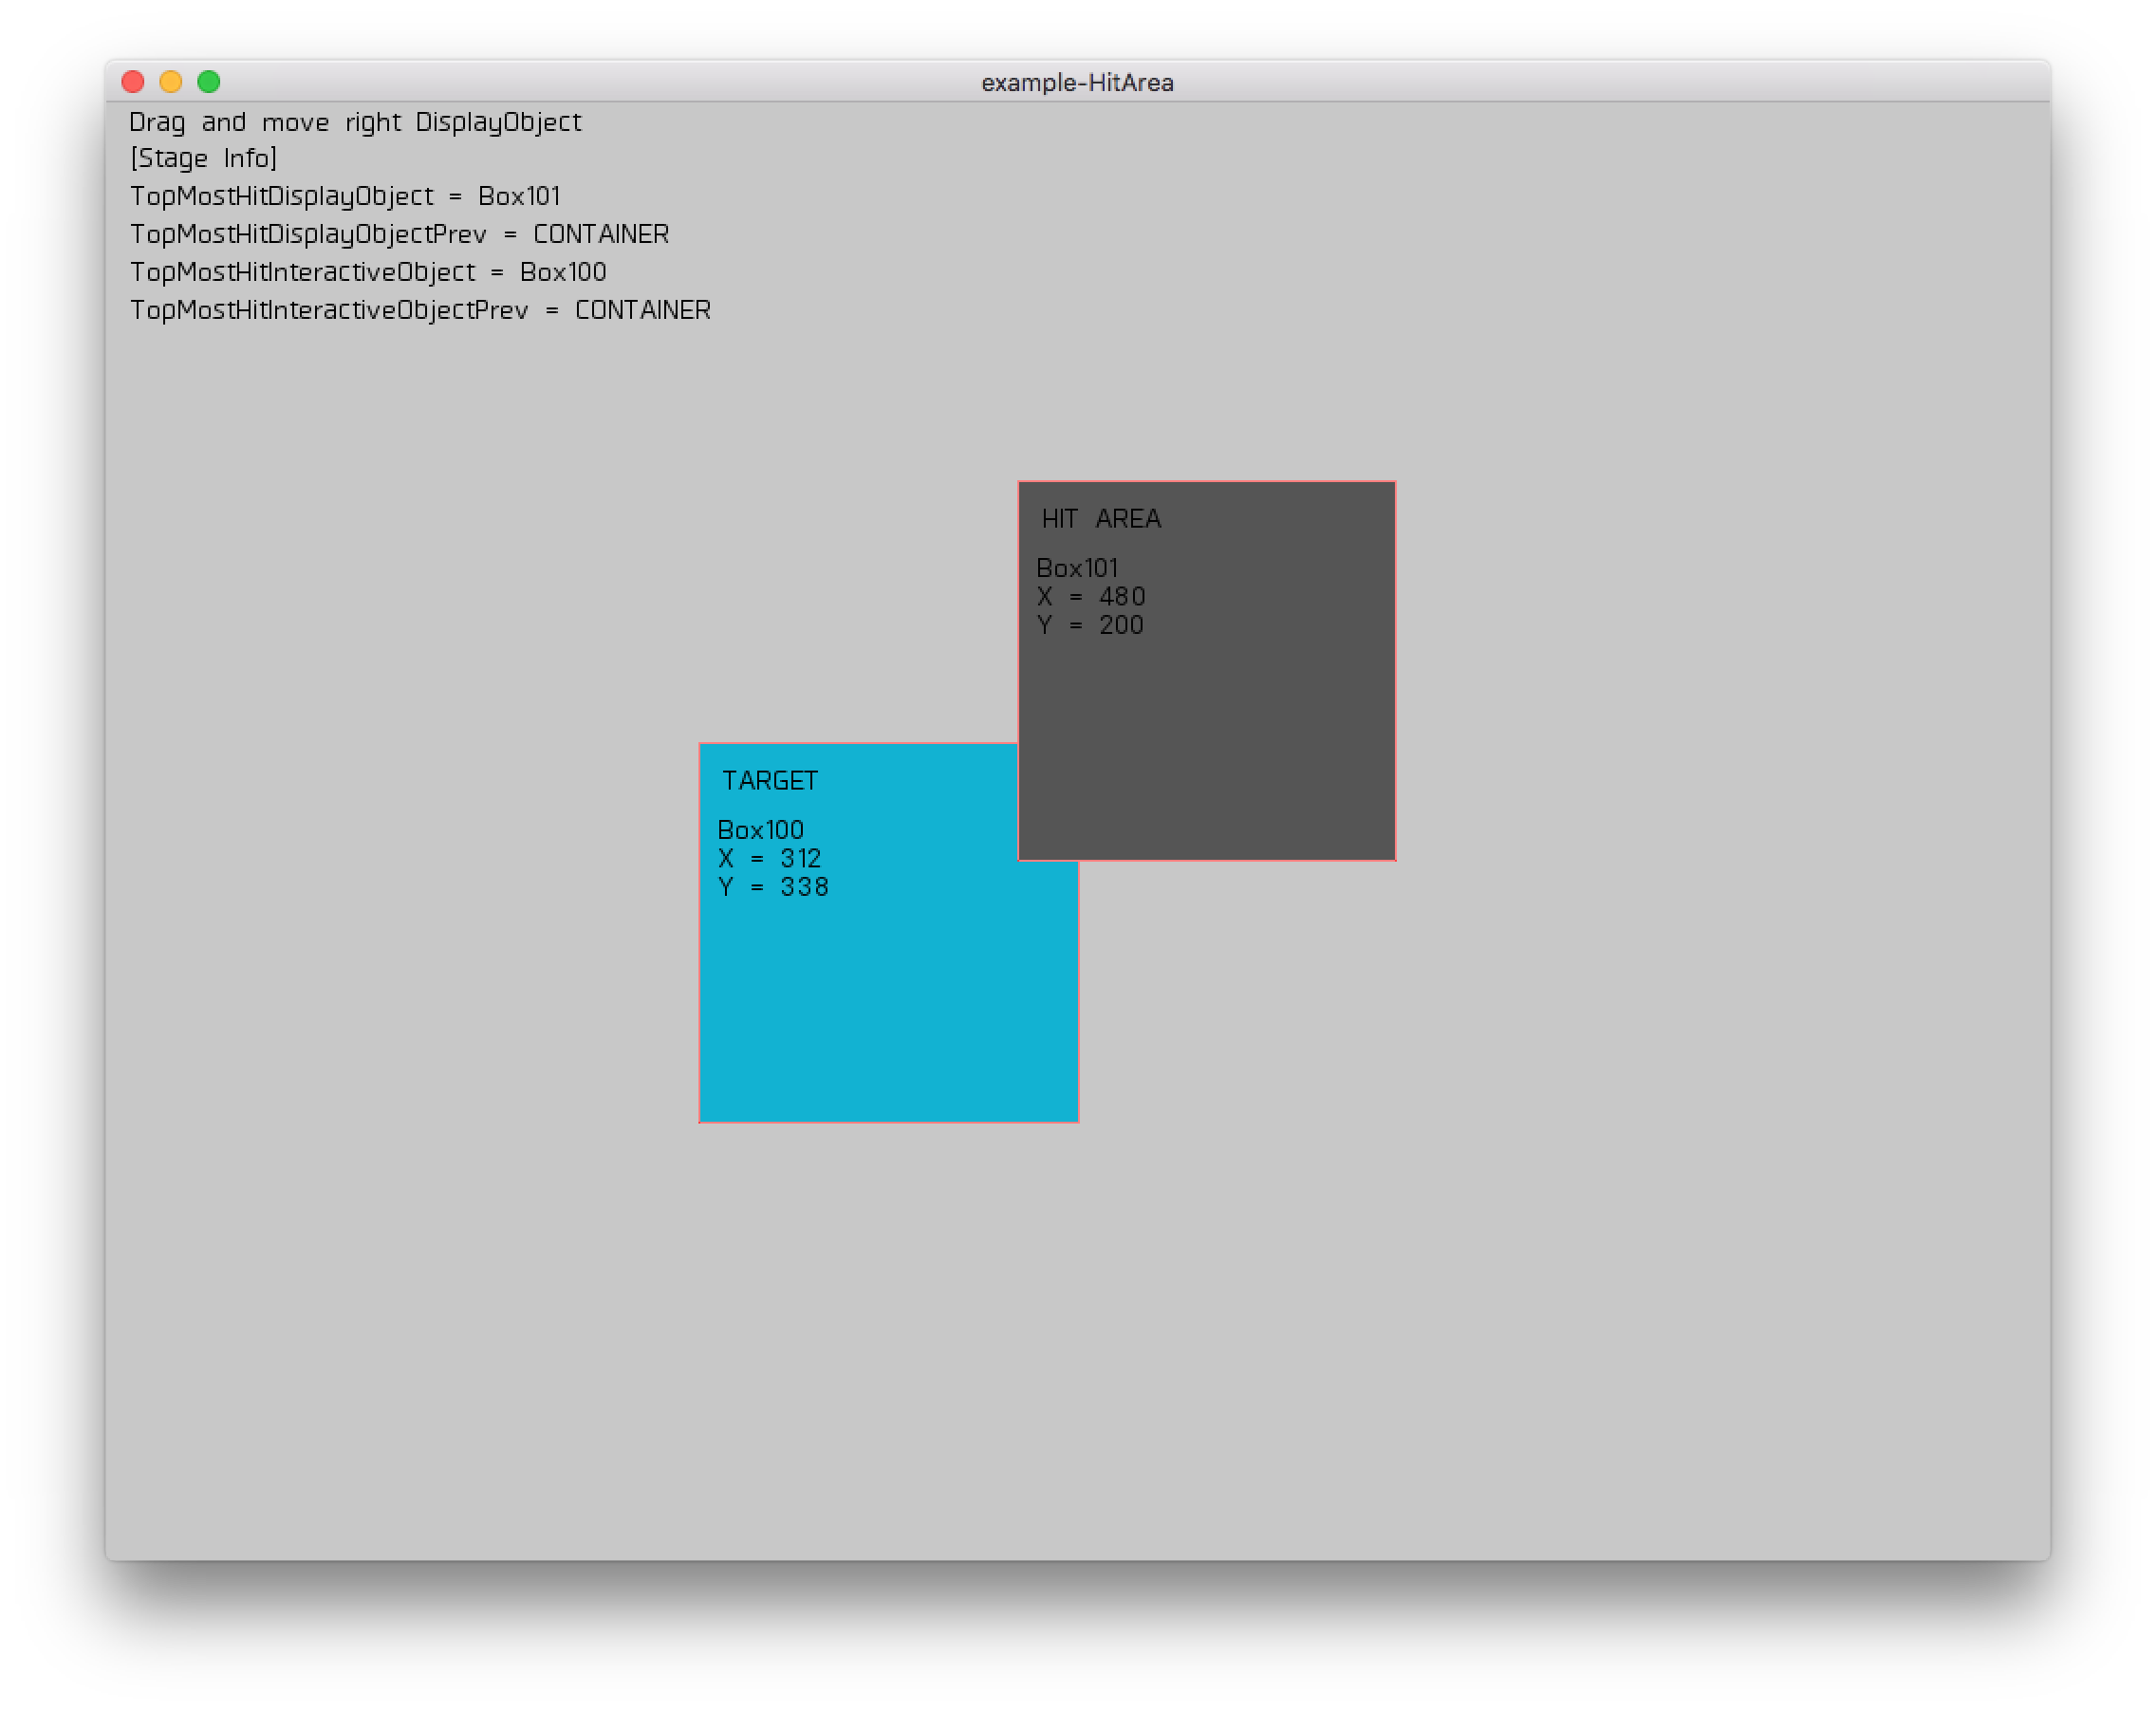 example-HitArea
Drag and move right DisplayObject
[Stage Info]
TopMostHitDisplayObject = Box101
TopMostHitDisplayObjectPrev = CONTAINER
TopMostHitInteractiveObject = Box100
TopMostHitInteractiveObjectPrev = CONTAINER
HIT AREA
Box101
X = 480
Y = 200
TARGET
Box100
X = 312
Y = 338